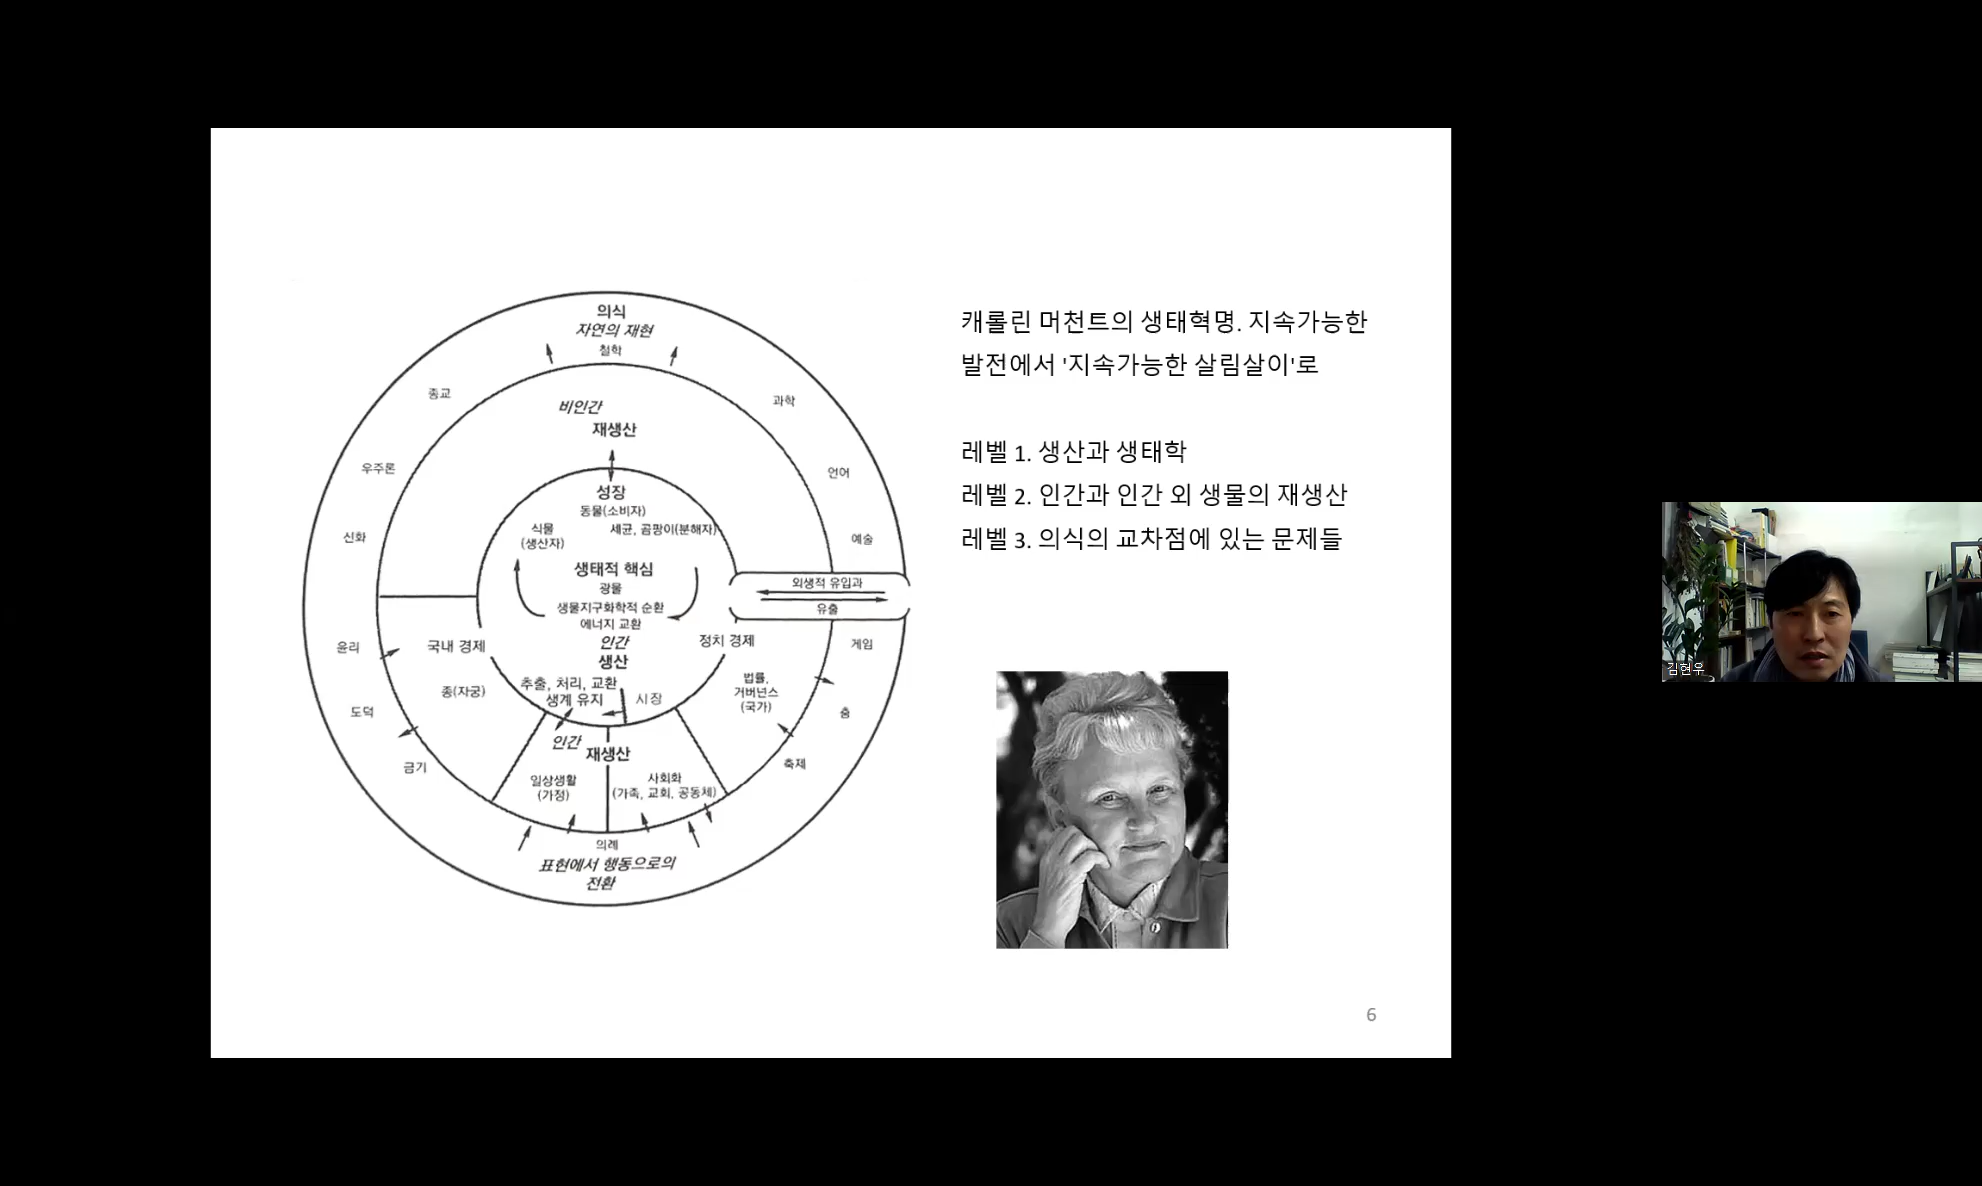 의식
자연의 재현
철학
종교
과학
비인간
재생산
우주론
언어
성장
동물(소비자)
식물
(생산자)
세균, 곰팡이(분해자)
신화
예술
생태적 핵심
광물
생물지구화학적 순환
에너지 교환
외생적 유입과
유출
인간
생산
윤리
국내 경제
정치 경제
게임
종(자궁)
추출, 처리, 교환
생계 유지
시장
법률,
거버넌스
(국가)
도덕
춤
인간
재생산
금기
축제
일상생활
(가정)
사회화
(가족, 교회, 공동체)
의례
표현에서 행동으로의
전환
캐롤린 머천트의 생태혁명. 지속가능한
발전에서 '지속가능한 살림살이'로
레벨 1. 생산과 생태학
레벨 2. 인간과 인간 외 생물의 재생산
레벨 3. 의식의 교차점에 있는 문제들
6
김현우